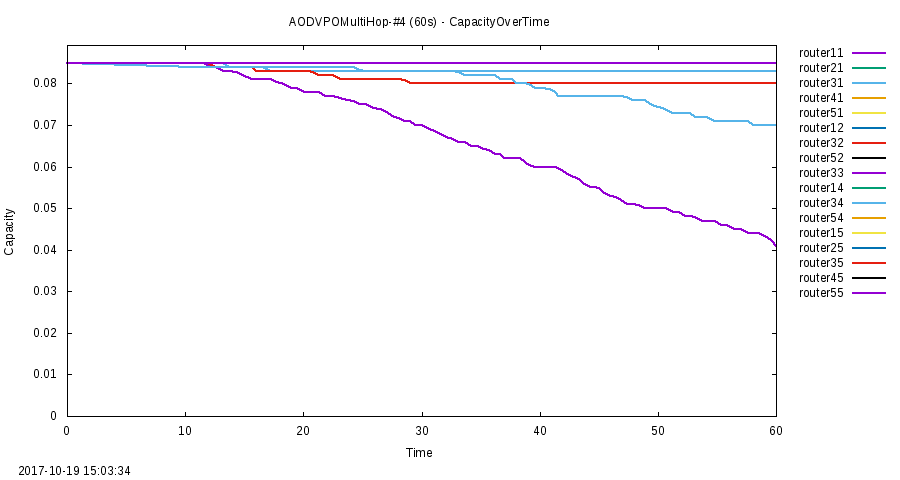 AODVPOMultiHop-#4 (60s) - CapacityOverTime
router11
router21
router31
router41
router51
router12
router32
router52
router33
router14
router34
router54
router15
router25
router35
router45
router55
Capacity
0.08
0.07
0.06
0.05
0.04
0.03
0.02
0.01
0
0 10 20 30 40 50 60
Time
2017-10-19 15:03:34